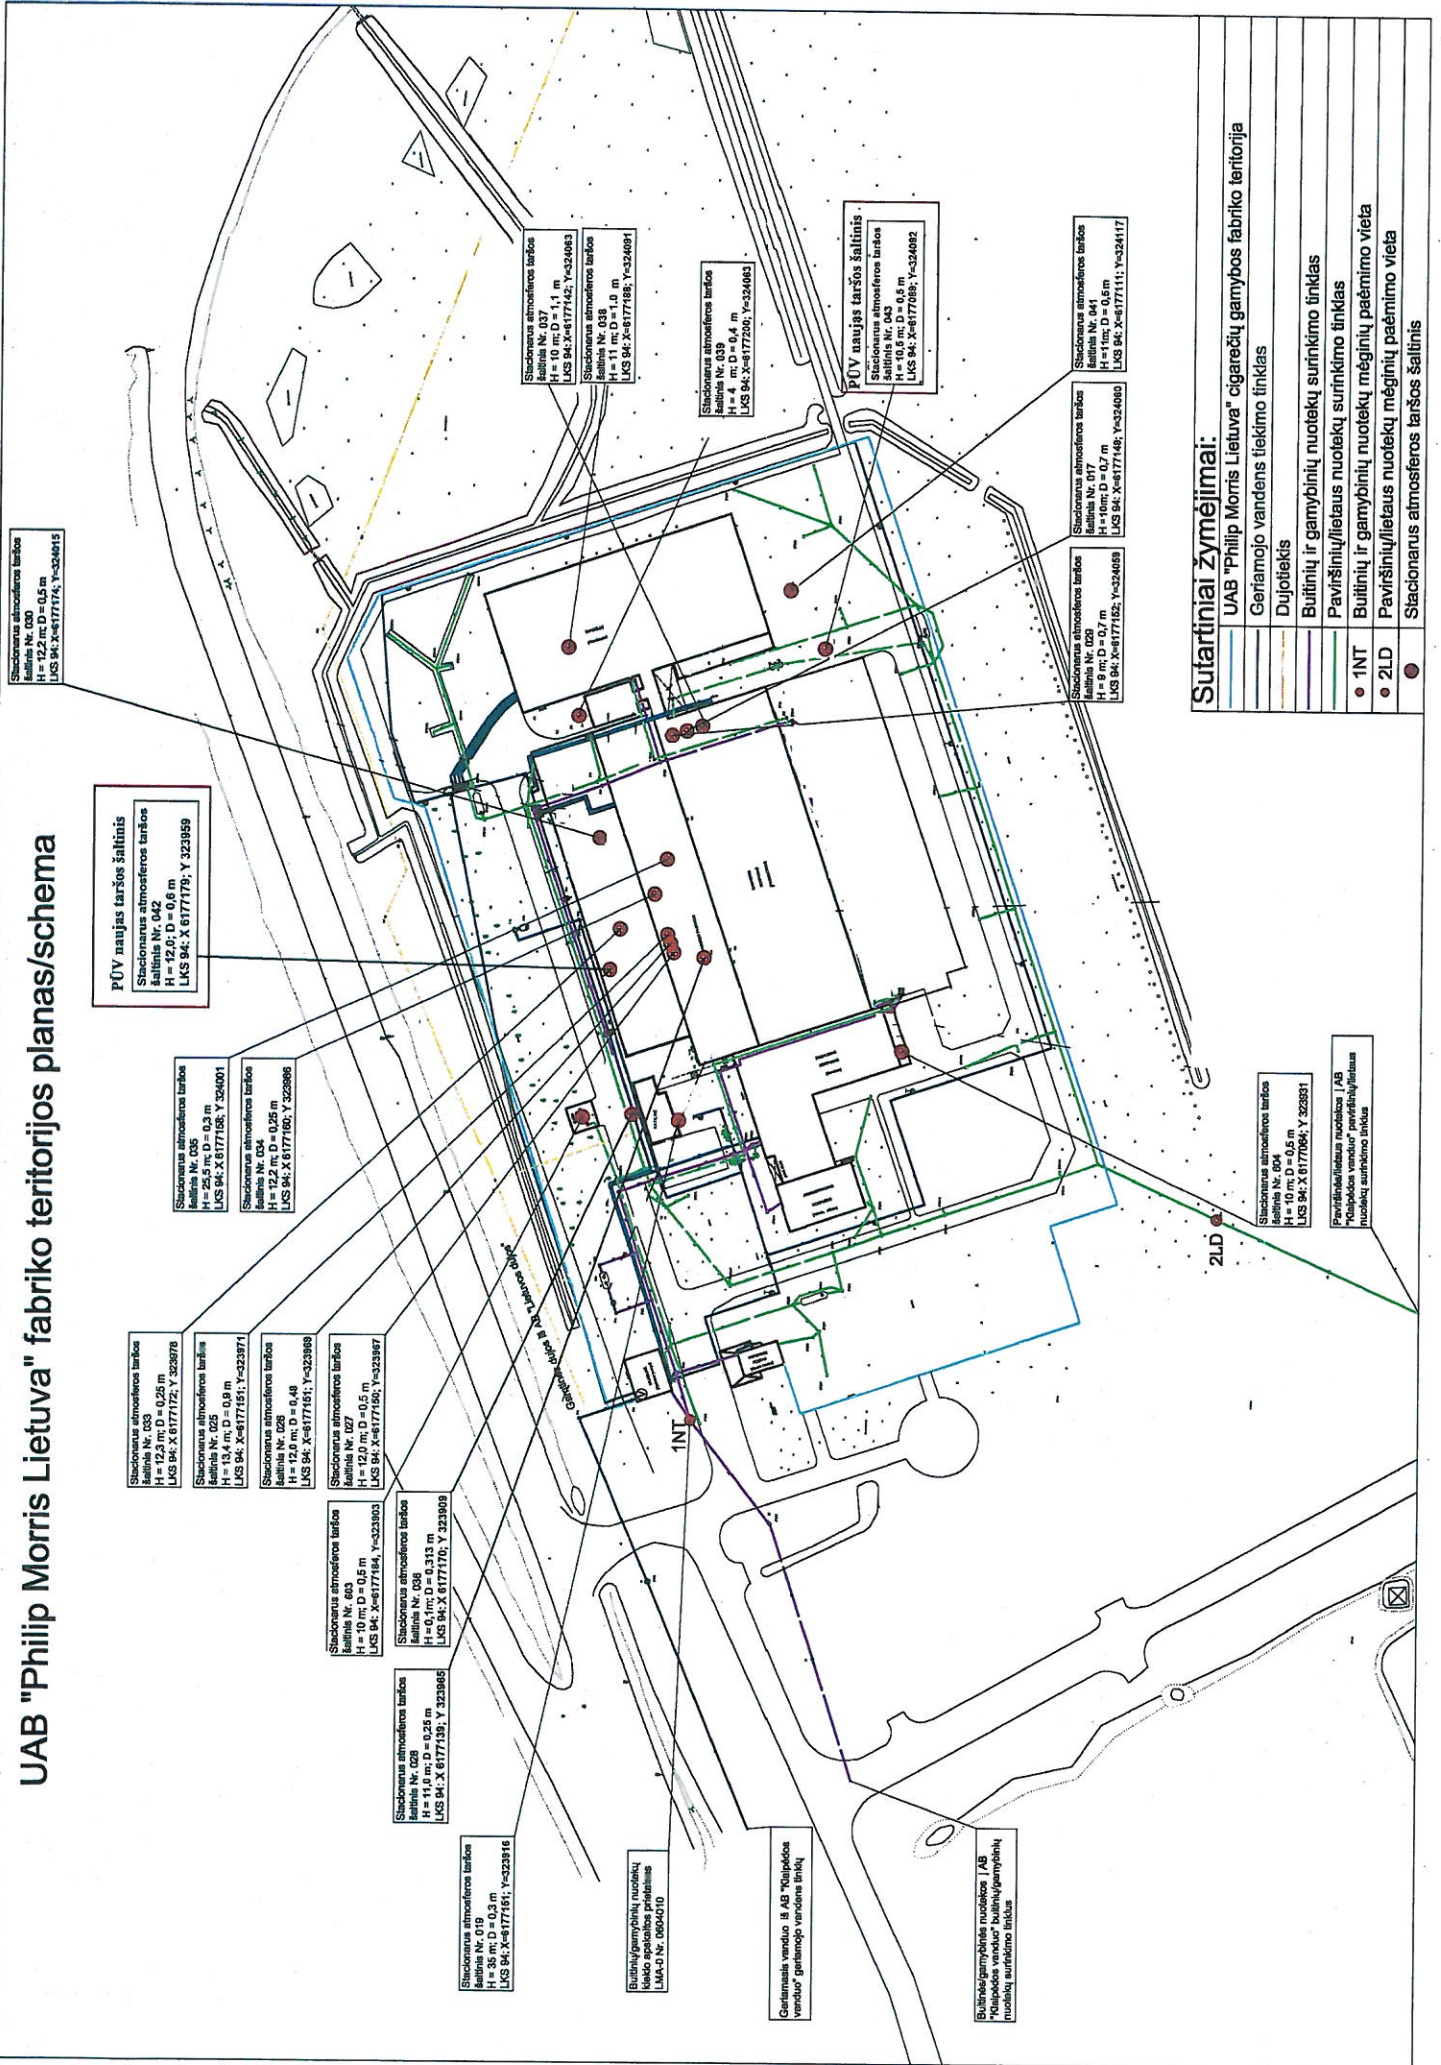 UAB "Philip Morris Lietuva" fabriko teritorijos planas/schema
Stacionarus atmosferos taršos
šaltinis Nr. 030
H = 12,2 m; D = 0,5 m
LKS 94: X=6177174; Y=324015
PŪV naujas taršos šaltinis
Stacionarus atmosferos taršos
šaltinis Nr. 042
H = 12,0; D = 0,6 m
LKS 94: X 6177179; Y 323959
Stacionarus atmosferos taršos
šaltinis Nr. 035
H = 25,5 m; D = 0,3 m
LKS 94: X 6177158; Y 324001
Stacionarus atmosferos taršos
šaltinis Nr. 034
H = 12,2 m; D = 0,25 m
LKS 94: X 6177160; Y 323986
Stacionarus atmosferos taršos
šaltinis Nr. 033
H = 12,3 m; D = 0,25 m
LKS 94: X 6177172; Y 323978
Stacionarus atmosferos taršos
šaltinis Nr. 025
H = 13,4 m; D = 0,9 m
LKS 94: X=6177151; Y=323971
Stacionarus atmosferos taršos
šaltinis Nr. 026
H = 12,0 m; D = 0,48
LKS 94: X=6177151; Y=323969
Stacionarus atmosferos taršos
šaltinis Nr. 027
H = 12,0 m; D = 0,5 m
LKS 94: X=6177150; Y=323967
Stacionarus atmosferos taršos
šaltinis Nr. 603
H = 10 m; D = 0,5 m
LKS 94: X=6177184, Y=323903
Stacionarus atmosferos taršos
šaltinis Nr. 036
H = 0,1m; D = 0,313 m
LKS 94: X 6177170; Y 323909
Stacionarus atmosferos taršos
šaltinis Nr. 028
H = 11,0 m; D = 0,25 m
LKS 94: X 6177139; Y 323965
Stacionarus atmosferos taršos
šaltinis Nr. 019
H = 35 m; D = 0,3 m
LKS 94: X=6177151; Y=323916
Buitinių/gamybinių nuotekų
kiekio apskaitos prietaisas
LMA-D Nr. 0604010
Geriamasis vanduo iš AB "Klaipėdos
vanduo" geriamojo vandens tinklų
Buitinės/gamybinės nuotekos į AB
"Klaipėdos vanduo" buitinių/gamybinių
nuotekų surinkimo tinklus
Gamtinės dujos iš AB "Lietuvos dujos"
1NT
2LD
Stacionarus atmosferos taršos
šaltinis Nr. 037
H = 10 m; D = 1,1 m
LKS 94: X=6177142; Y=324063
Stacionarus atmosferos taršos
šaltinis Nr. 038
H = 11 m; D = 1.0 m
LKS 94: X=6177188; Y=324091
Stacionarus atmosferos taršos
šaltinis Nr. 039
H = 4 m; D = 0,4 m
LKS 94: X=6177200; Y=324063
PŪV naujas taršos šaltinis
Stacionarus atmosferos taršos
šaltinis Nr. 043
H = 10,5 m; D = 0,5 m
LKS 94: X=6177089; Y=324092
Stacionarus atmosferos taršos
šaltinis Nr. 041
H =11m; D = 0,5 m
LKS 94: X=6177111; Y=324117
Stacionarus atmosferos taršos
šaltinis Nr. 017
H =10m; D = 0,7 m
LKS 94: X=6177148; Y=324060
Stacionarus atmosferos taršos
šaltinis Nr. 029
H = 9 m; D = 0,7 m
LKS 94: X=6177152; Y=324059
Stacionarus atmosferos taršos
šaltinis Nr. 604
H = 10 m; D = 0,5 m
LKS 94: X 6177064; Y 323931
Paviršinės/lietaus nuotekos į AB
"Klaipėdos vanduo" paviršinių/lietaus
nuotekų surinkimo tinklus
Sutartiniai žymėjimai:
UAB "Philip Morris Lietuva" cigarečių gamybos fabriko teritorija
Geriamojo vandens tiekimo tinklas
Dujotiekis
Buitinių ir gamybinių nuotekų surinkimo tinklas
Paviršinių/lietaus nuotekų surinkimo tinklas
1NT Buitinių ir gamybinių nuotekų mėginių paėmimo vieta
2LD Paviršinių/lietaus nuotekų mėginių paėmimo vieta
Stacionarus atmosferos taršos šaltinis